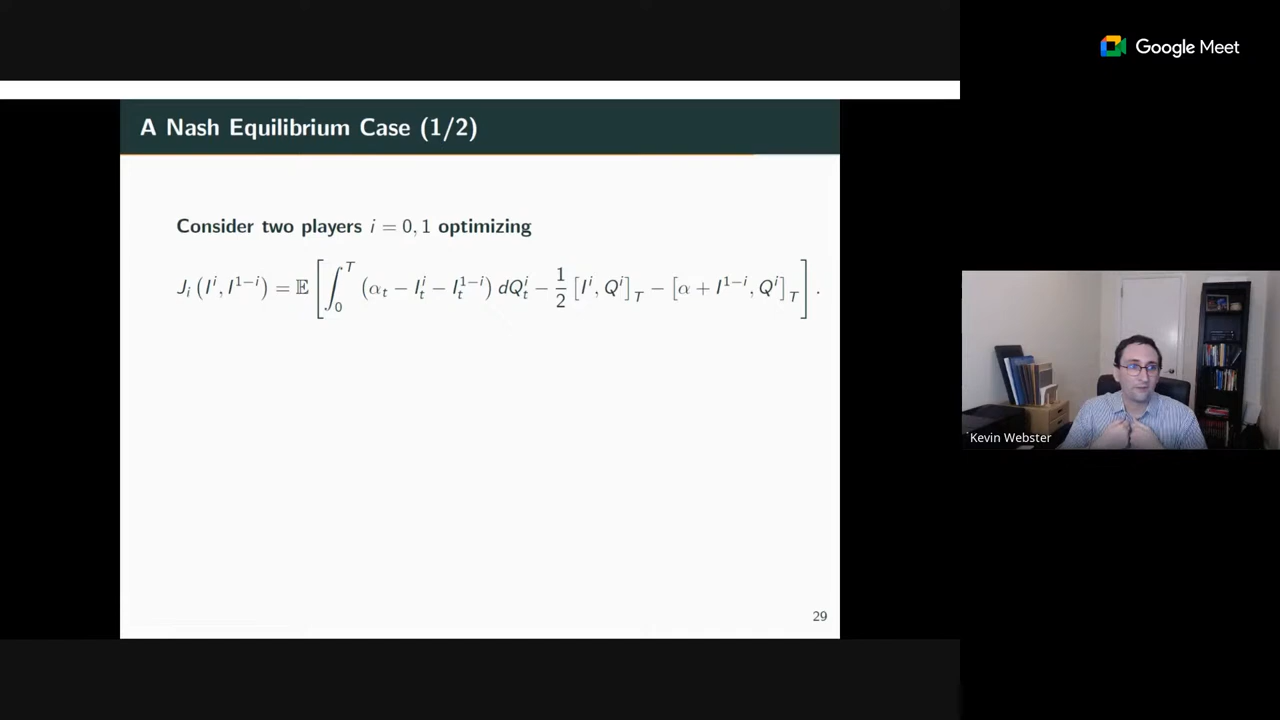 Google Meet
A Nash Equilibrium Case (1/2)
Consider two players i = 0, 1 optimizing
J_i (I^i, I^{1−i}) = 𝔼 [ ∫_0^T (α_t − I_t^i − I_t^{1−i}) dQ_t^i − 1/2 [I^i, Q^i]_T − [α + I^{1−i}, Q^i]_T ] .
Kevin Webster
29